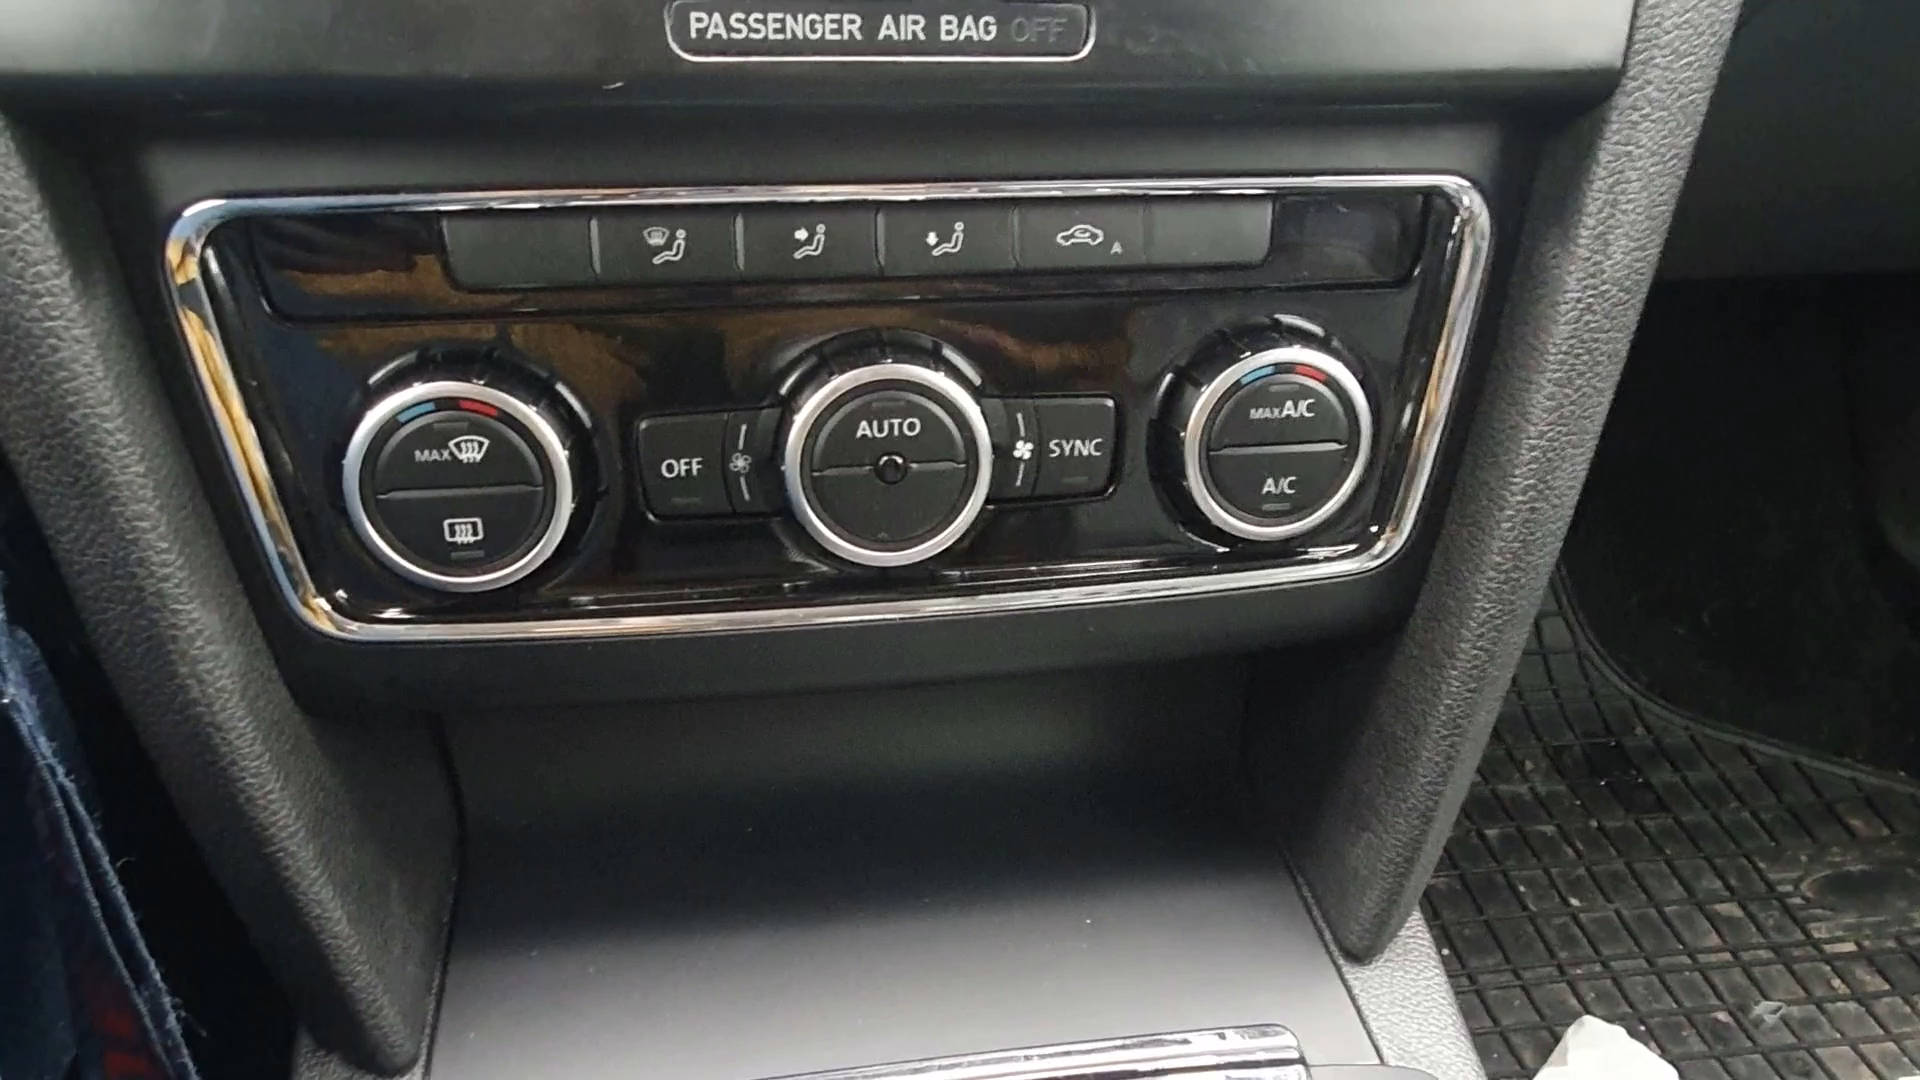 PASSENGER AIR BAG OFF
A
MAX
OFF
AUTO
SYNC
MAX A/C
A/C